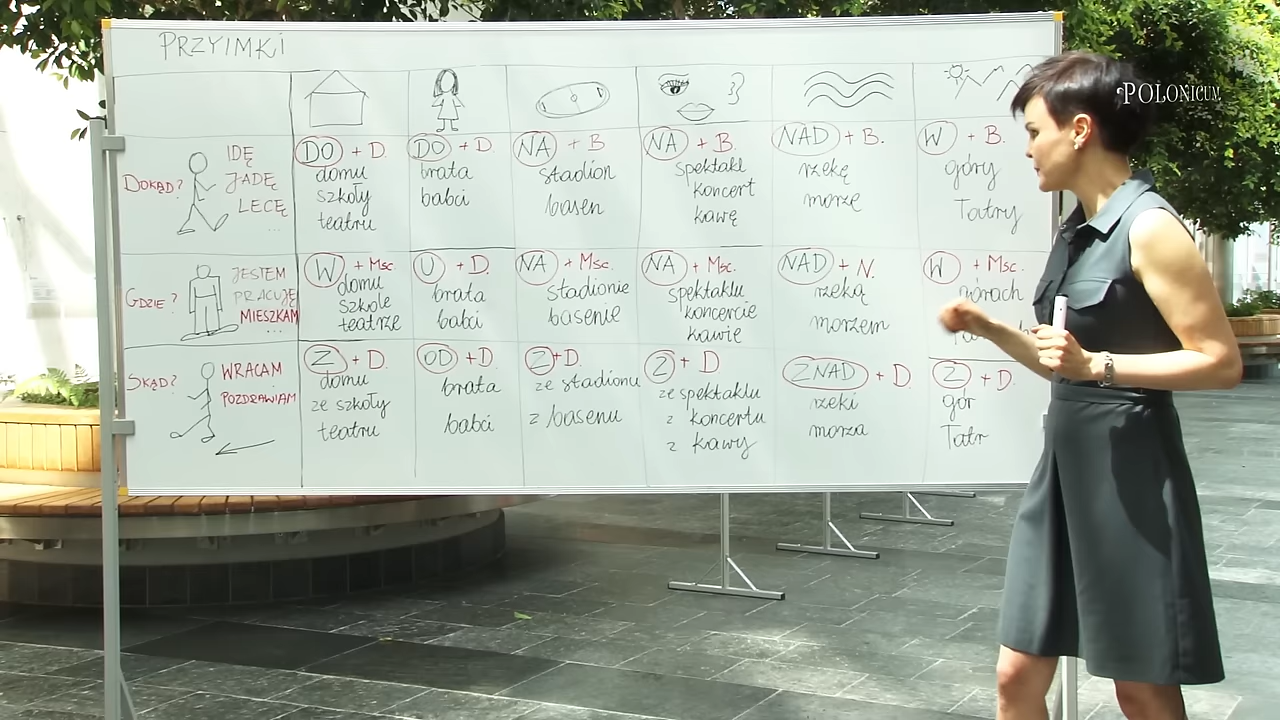 PRZYIMKI
POLONICUM
DOKĄD?
IDĘ
JADĘ
LECĘ
...
DO + D.
domu
szkoły
teatru
DO + D
brata
babci
NA + B
stadion
basen
NA + B.
spektakl
koncert
kawę
NAD + B.
rzekę
morze
W + B.
góry
Tatry
GDZIE?
JESTEM
PRACUJĘ
MIESZKAM
...
W + Msc.
domu
szkole
teatrze
U + D.
brata
babci
NA + Msc.
stadionie
basenie
NA + Msc.
spektaklu
koncercie
kawie
NAD + N.
rzeką
morzem
W + Msc.
górach
SKĄD?
WRACAM
POZDRAWIAM
Z + D.
domu
ze szkoły
teatru
OD + D.
brata
babci
Z + D.
ze stadionu
z basenu
Z + D
ze spektaklu
z koncertu
z kawy
ZNAD + D.
rzeki
morza
Z + D.
gór
Tatr